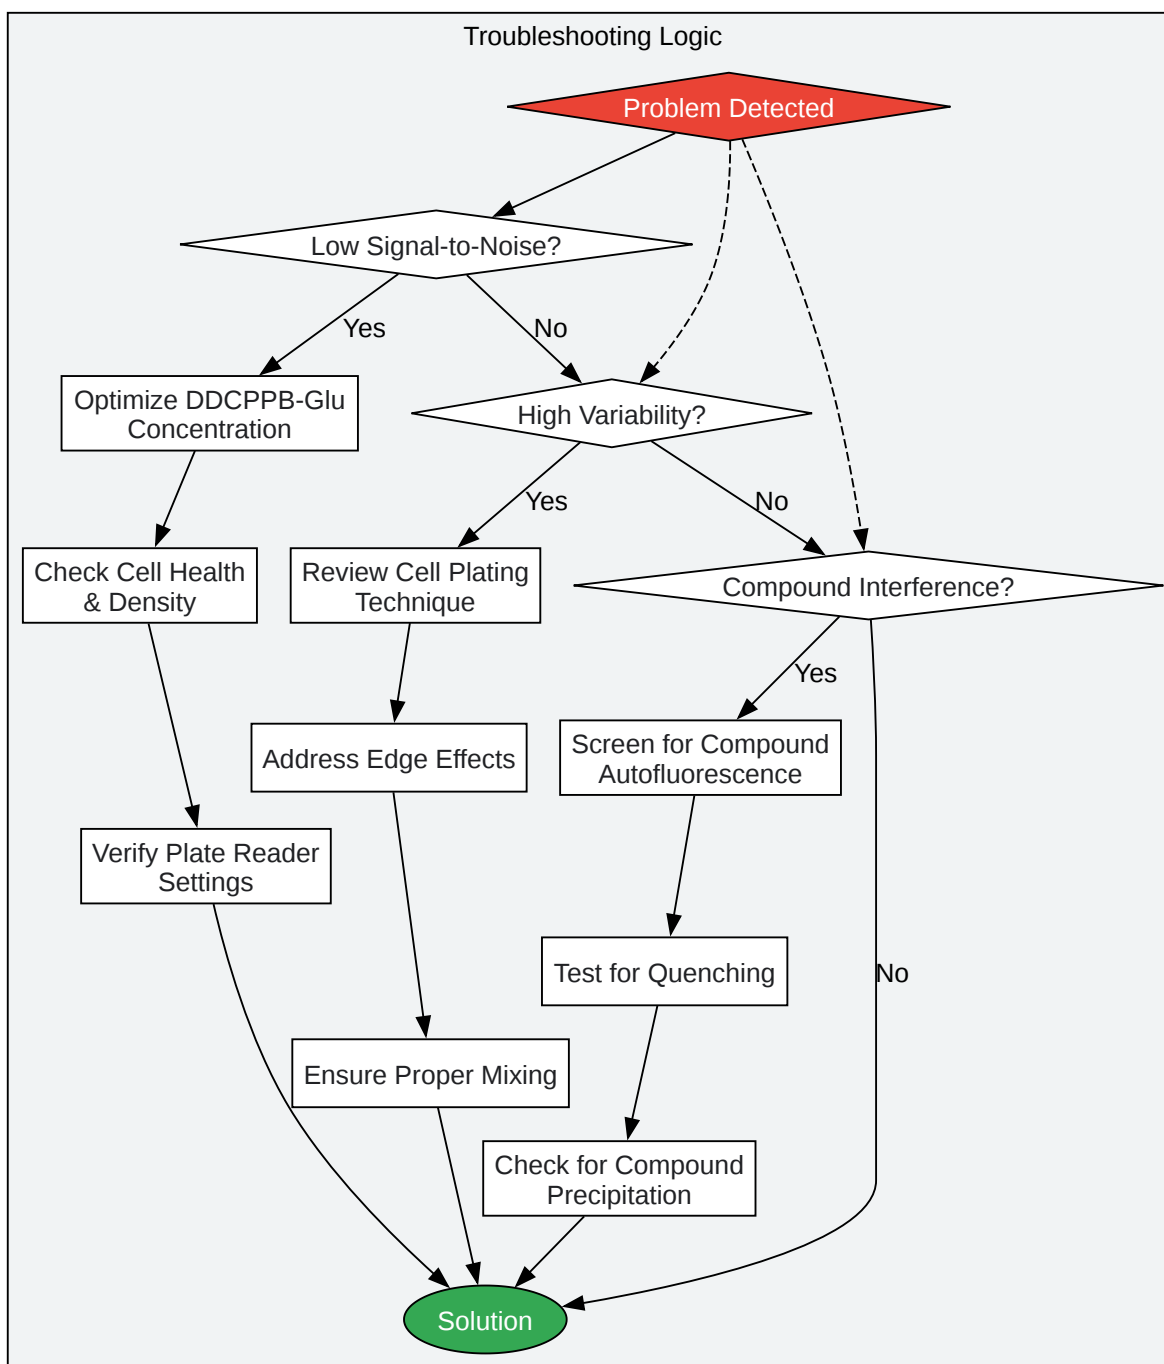 Troubleshooting Logic
Problem Detected
Low Signal-to-Noise?
Yes
No
Optimize DDCPPB-Glu
Concentration
High Variability?
Yes
No
Check Cell Health
& Density
Review Cell Plating
Technique
Compound Interference?
Yes
Address Edge Effects
Screen for Compound
Autofluorescence
Verify Plate Reader
Settings
Test for Quenching
No
Ensure Proper Mixing
Check for Compound
Precipitation
Solution